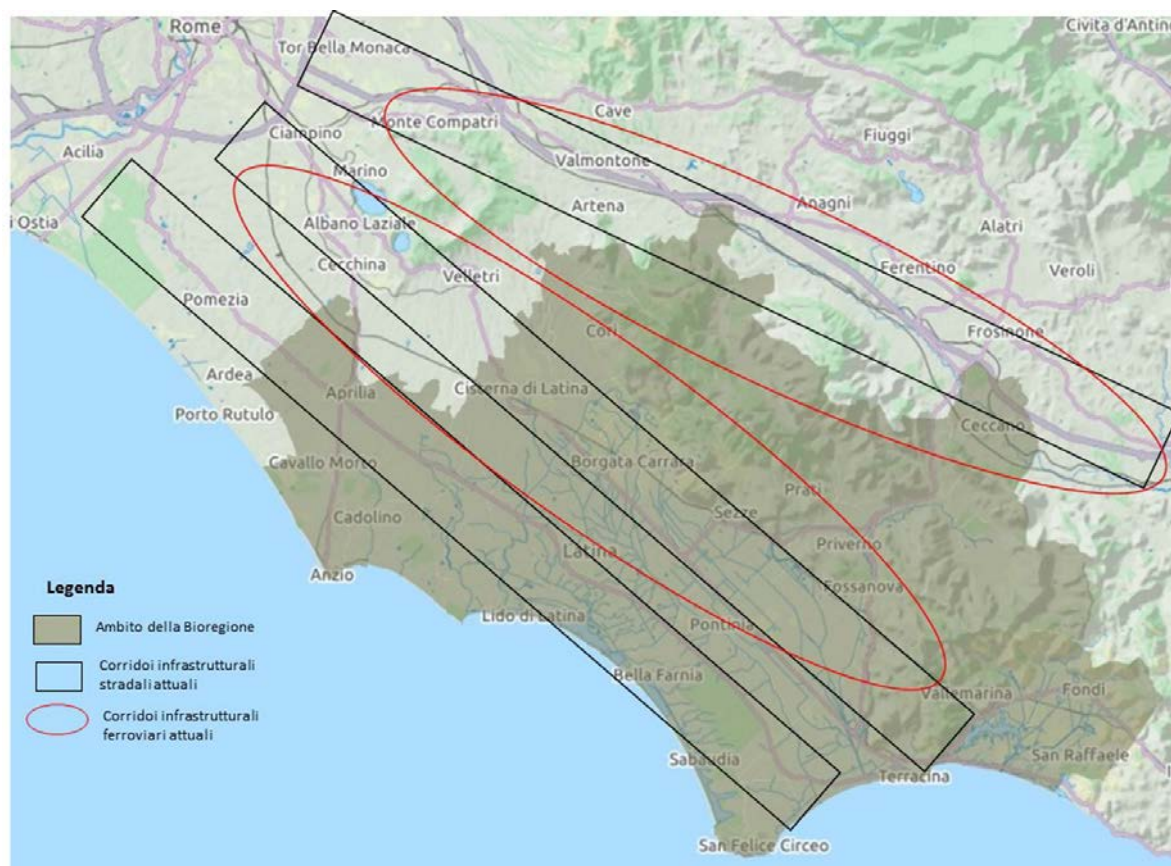 Rome
Civita d'Antino
Tor Bella Monaca
Cave
Ciampino
Monte Compatri
Fiuggi
Acilia
Valmontone
Marino
Anagni
Artena
di Ostia
Albano Laziale
Alatri
Cecchina
Velletri
Ferentino
Veroli
Pomezia
Frosinone
Cori
Ardea
Aprilia
Cisterna di Latina
Porto Rutulo
Ceccano
Cavallo Morto
Borgata Carrara
Prati
Cadolino
Sezze
Latina
Priverno
Anzio
Fossanova
Legenda
Lido di Latina
Pontinia
Ambito della Bioregione
Corridoi infrastrutturali
stradali attuali
Bella Farnia
Vallemarina
Fondi
Corridoi infrastrutturali
ferroviari attuali
Sabaudia
San Raffaele
Terracina
San Felice Circeo